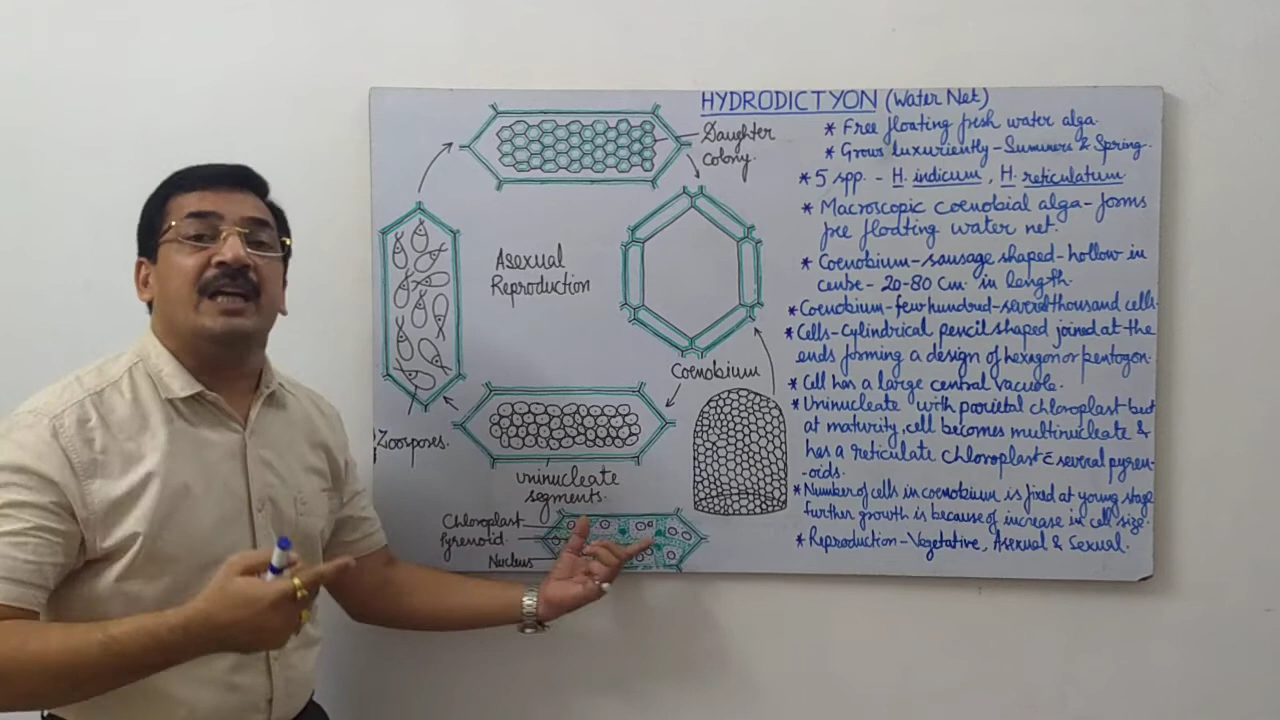 HYDRODICTYON (Water Net)
* Free floating fresh water alga.
* Grows luxuriently - Summers & Spring.
* 5 spp. - H. indicum, H. reticulatum.
* Macroscopic coenobial alga - forms
free floating water net.
* Coenobium - sausage shaped - hollow in
centre - 20-80 cm. in length.
* Coenobium - few hundred - several thousand cells.
* Cells - Cylindrical pencil shaped joined at the
ends forming a design of hexagon or pentagon.
* Cell has a large central vacuole.
* Uninucleate with parietal chloroplast but
at maturity, cell becomes multinucleate &
has a reticulate chloroplast c̄ several pyren-
-oids.
* Number of cells in coenobium is fixed at young stage
further growth is because of increase in cell size.
* Reproduction - Vegetative, Asexual & Sexual.
Daughter
colony.
Asexual
Reproduction
Coenobium
Zoospores.
uninucleate
segments.
Chloroplast
Pyrenoid.
Nucleus